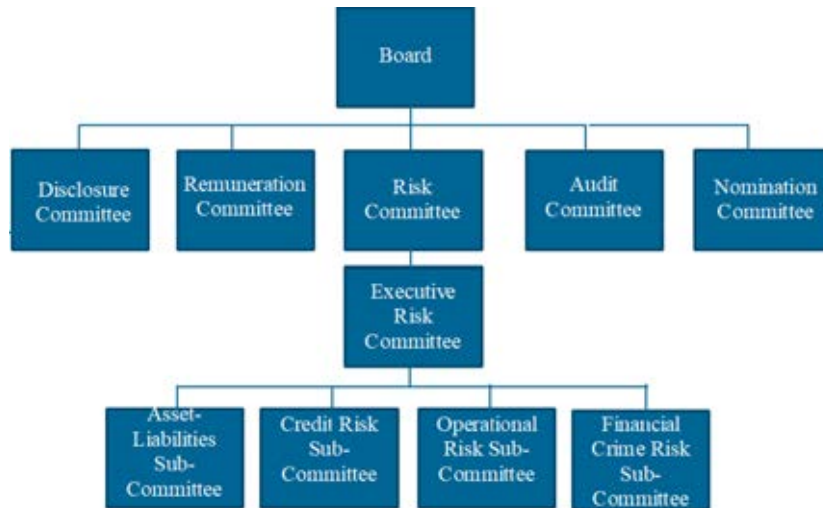 Board
Disclosure
Committee
Remuneration
Committee
Risk
Committee
Audit
Committee
Nomination
Committee
Executive
Risk
Committee
Asset-
Liabilities
Sub-
Committee
Credit Risk
Sub-
Committee
Operational
Risk Sub-
Committee
Financial
Crime Risk
Sub-
Committee